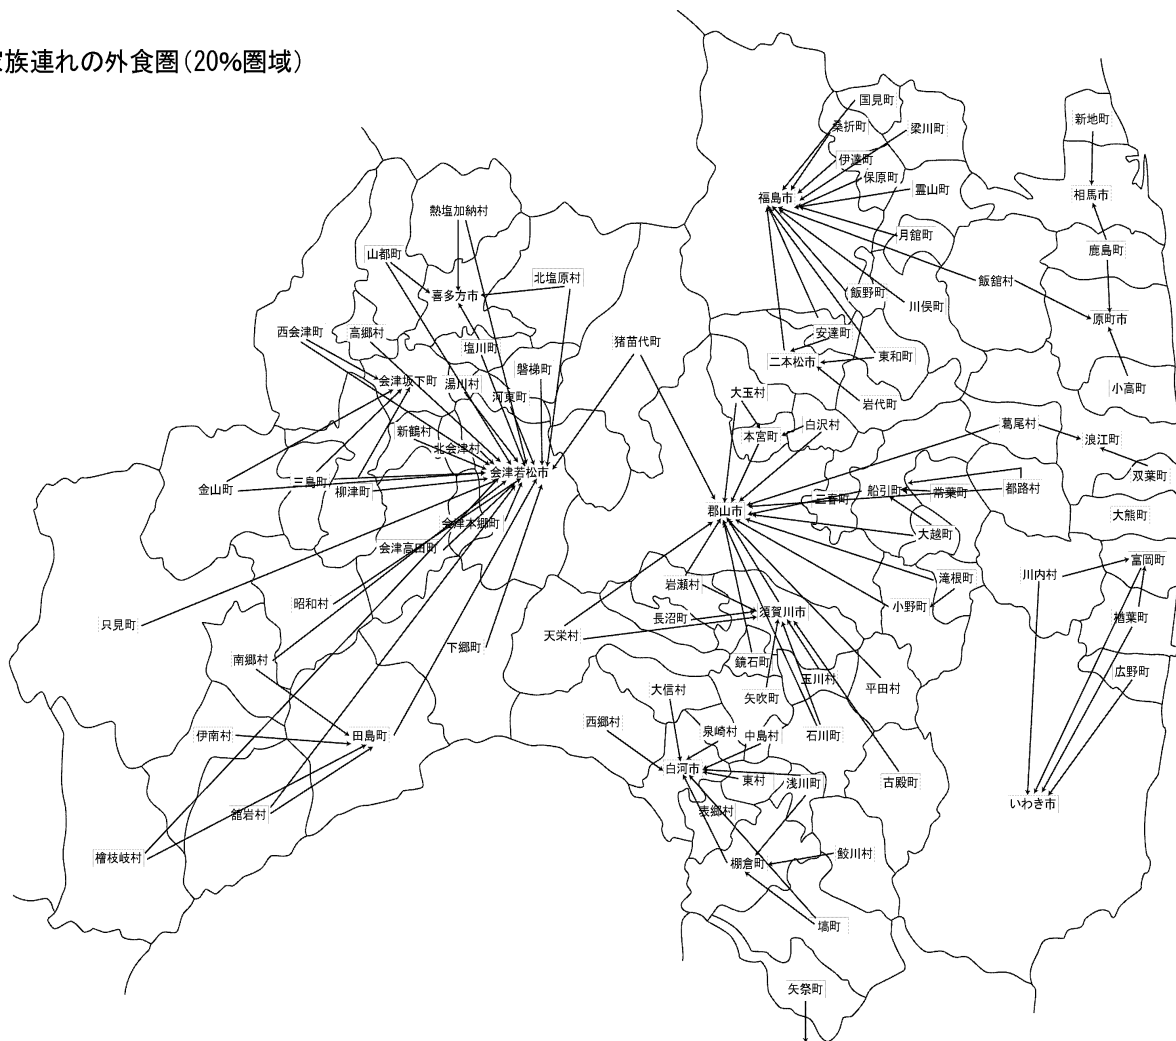 族連れの外食圏(20%圏域)
国見町
新地町
桑折町
梁川町
伊達町
保原町
霊山町
相馬市
福島市
熱塩加納村
月舘町
山都町
鹿島町
北塩原村
飯舘村
喜多方市
飯野町
川俣町
原町市
西会津町
高郷村
安達町
猪苗代町
塩川町
東和町
二本松市
磐梯町
会津坂下町
湯川村
小高町
大玉村
河東町
岩代町
白沢村
葛尾村
新鶴村
本宮町
浪江町
北会津村
会津若松市
双葉町
三島町
金山町
柳津町
船引町
常葉町
都路村
三春町
郡山市
大熊町
会津本郷町
大越町
会津高田町
富岡町
川内村
滝根町
岩瀬村
昭和村
小野町
須賀川市
楢葉町
長沼町
只見町
天栄村
下郷町
南郷村
鏡石町
広野町
玉川村
平田村
大信村
矢吹町
西郷村
泉崎村
中島村
石川町
伊南村
田島町
白河市
東村
浅川町
古殿町
いわき市
表郷村
舘岩村
鮫川村
檜枝岐村
棚倉町
塙町
矢祭町